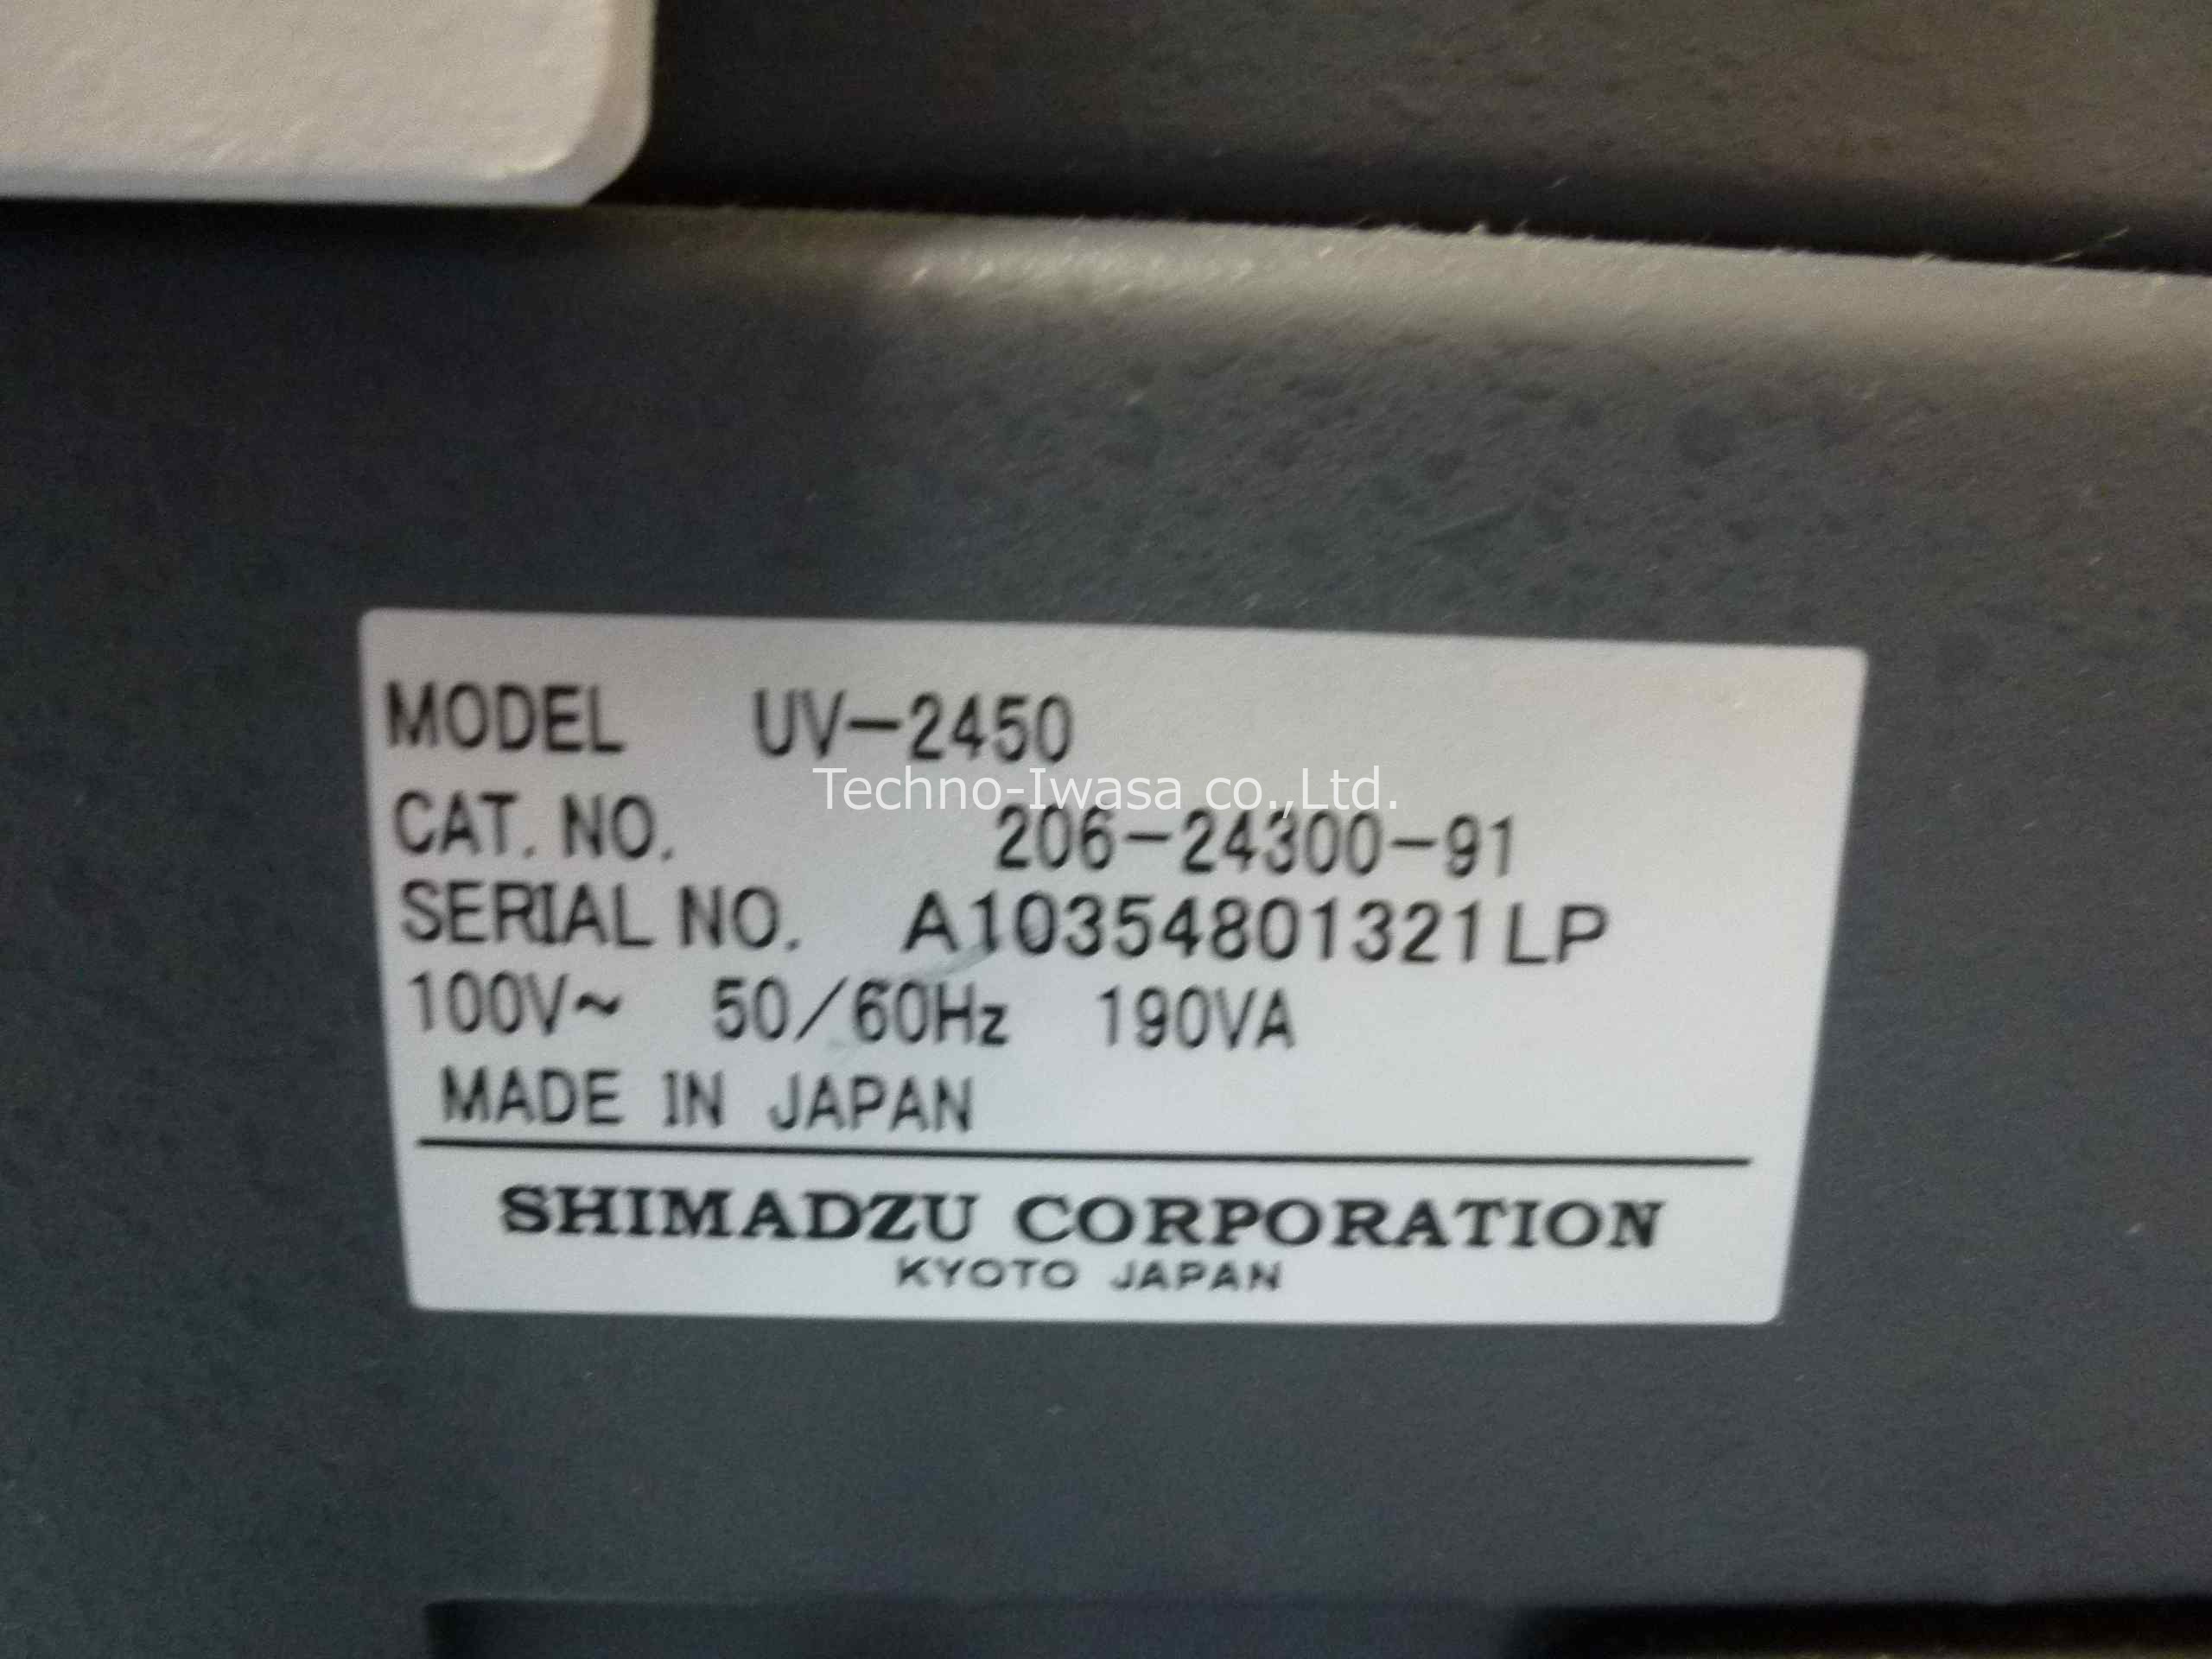 MODEL UV-2450
Techno-Iwasa co.,Ltd.
CAT. NO. 206-24300-91
SERIAL NO. A10354801321LP
100V~ 50/60Hz 190VA
MADE IN JAPAN
SHIMADZU CORPORATION
KYOTO JAPAN